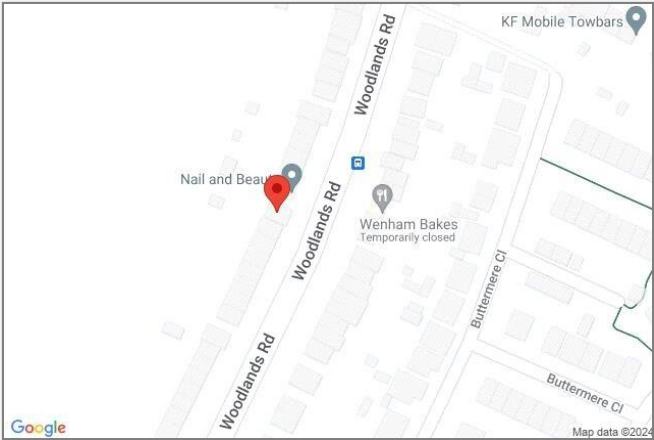 KF Mobile Towbars
Woodlands Rd
Nail and Beaut
Woodlands Rd
Wenham Bakes
Temporarily closed
Buttermere Cl
Woodlands Rd
Buttermere Cl
Google
Map data ©2024